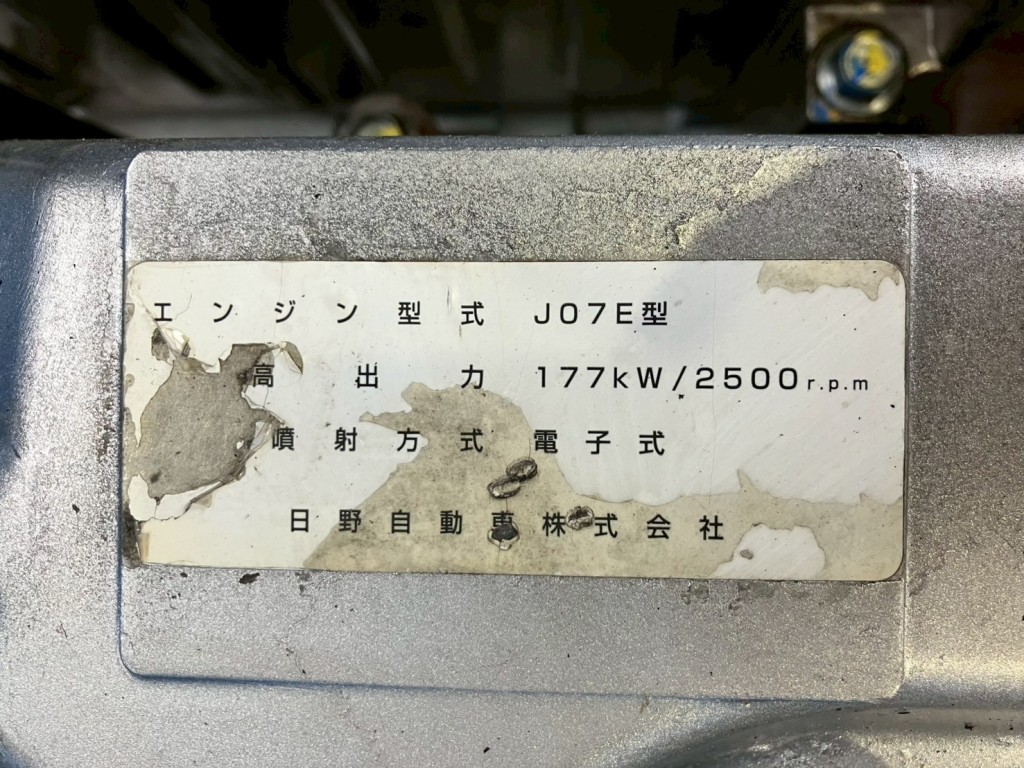 エンジン型式 J07E型
高出力 177kW/2500r.p.m
噴射方式 電子式
日野自動車株式会社